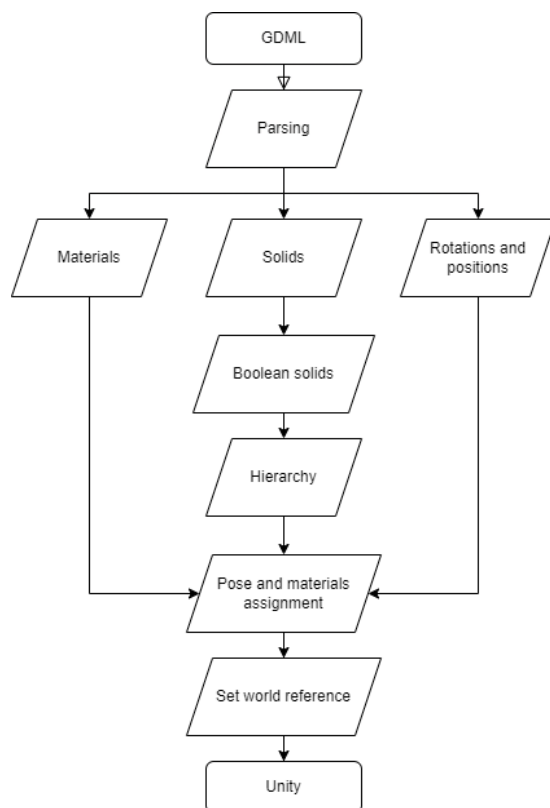 GDML
Parsing
Materials
Solids
Rotations and
positions
Boolean solids
Hierarchy
Pose and materials
assignment
Set world reference
Unity